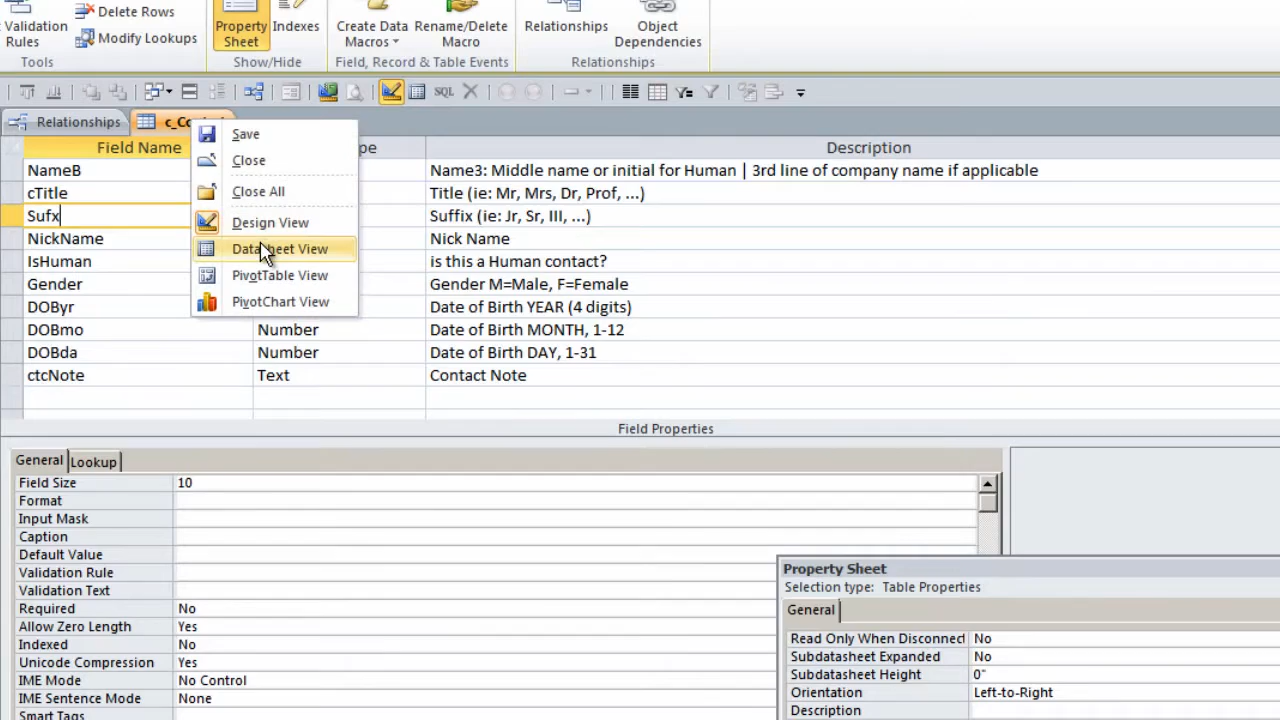 Validation Rules
Delete Rows
Modify Lookups
Tools
Property Sheet
Indexes
Show/Hide
Create Data Macros
Rename/Delete Macro
Field, Record & Table Events
Relationships
Object Dependencies
Relationships
SQL
Relationships
c_Co
Field Name
pe
Description
NameB
Name3: Middle name or initial for Human | 3rd line of company name if applicable
cTitle
Title (ie: Mr, Mrs, Dr, Prof, ...)
Sufx
Suffix (ie: Jr, Sr, III, ...)
NickName
Nick Name
IsHuman
is this a Human contact?
Gender
Gender M=Male, F=Female
DOByr
Date of Birth YEAR (4 digits)
DOBmo
Number
Date of Birth MONTH, 1-12
DOBda
Number
Date of Birth DAY, 1-31
ctcNote
Text
Contact Note
Save
Close
Close All
Design View
Datasheet View
PivotTable View
PivotChart View
Field Properties
General
Lookup
Field Size
10
Format
Input Mask
Caption
Default Value
Validation Rule
Validation Text
Required
No
Allow Zero Length
Yes
Indexed
No
Unicode Compression
Yes
IME Mode
No Control
IME Sentence Mode
None
Smart Tags
Property Sheet
Selection type: Table Properties
General
Read Only When Disconnect
No
Subdatasheet Expanded
No
Subdatasheet Height
0"
Orientation
Left-to-Right
Description